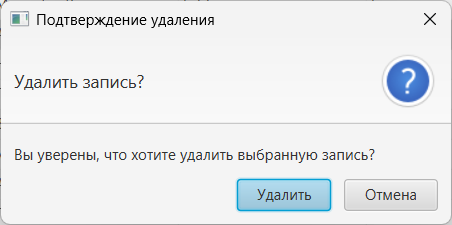 Подтверждение удаления
Удалить запись?
Вы уверены, что хотите удалить выбранную запись?
Удалить
Отмена